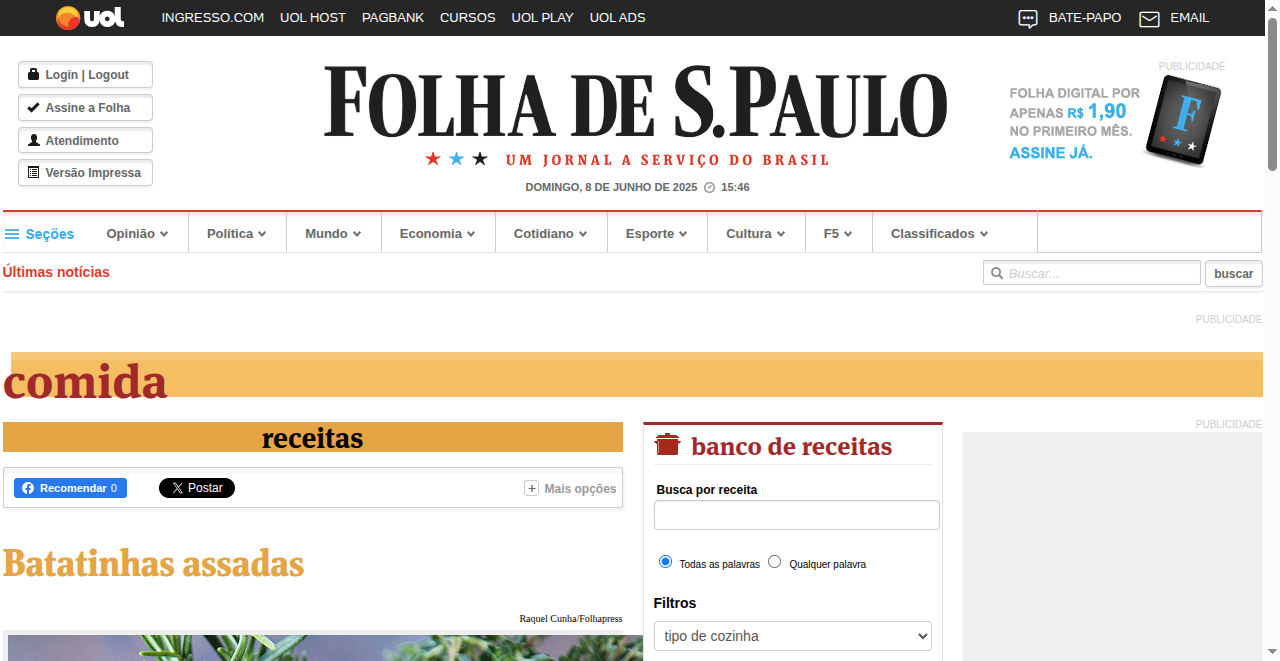 uol INGRESSO.COM UOL HOST PAGBANK CURSOS UOL PLAY UOL ADS BATE-PAPO EMAIL
Login | Logout
Assine a Folha
Atendimento
Versão Impressa
FOLHA DE S.PAULO
UM JORNAL A SERVIÇO DO BRASIL
DOMINGO, 8 DE JUNHO DE 2025 15:46
PUBLICIDADE
FOLHA DIGITAL POR
APENAS R$ 1,90
NO PRIMEIRO MÊS.
ASSINE JÁ.
F
Seções Opinião Política Mundo Economia Cotidiano Esporte Cultura F5 Classificados
Últimas notícias
Buscar... buscar
PUBLICIDADE
comida
receitas
Recomendar 0 Postar Mais opções
Batatinhas assadas
Raquel Cunha/Folhapress
banco de receitas
Busca por receita
Todas as palavras Qualquer palavra
Filtros
tipo de cozinha
PUBLICIDADE